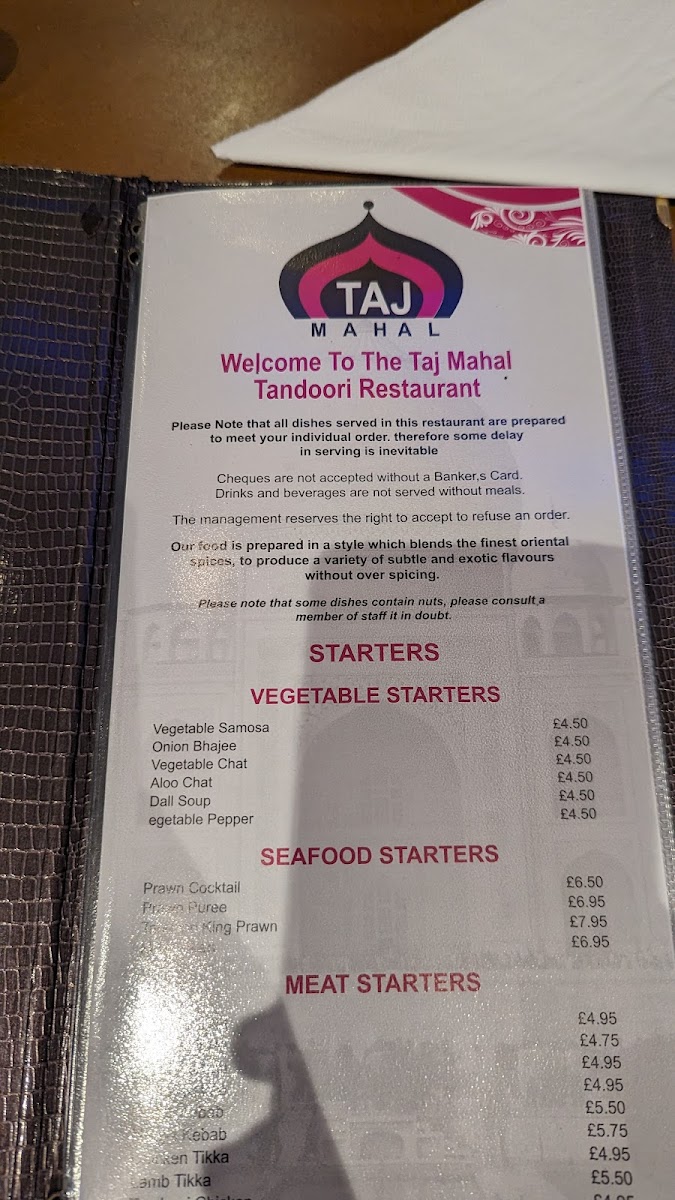 TAJ
MAHAL
Welcome To The Taj Mahal
Tandoori Restaurant
Please Note that all dishes served in this restaurant are prepared
to meet your individual order. therefore some delay
in serving is inevitable
Cheques are not accepted without a Banker,s Card.
Drinks and beverages are not served without meals.
The management reserves the right to accept to refuse an order.
Our food is prepared in a style which blends the finest oriental
spices, to produce a variety of subtle and exotic flavours
without over spicing.
Please note that some dishes contain nuts, please consult a
member of staff it in doubt.
STARTERS
VEGETABLE STARTERS
Vegetable Samosa £4.50
Onion Bhajee £4.50
Vegetable Chat £4.50
Aloo Chat £4.50
Dall Soup £4.50
egetable Pepper £4.50
SEAFOOD STARTERS
Prawn Cocktail £6.50
Prawn Puree £6.95
King Prawn £7.95
£6.95
MEAT STARTERS
£4.95
£4.75
£4.95
£4.95
£5.50
Kebab £5.75
Tikka £4.95
Lamb Tikka £5.50